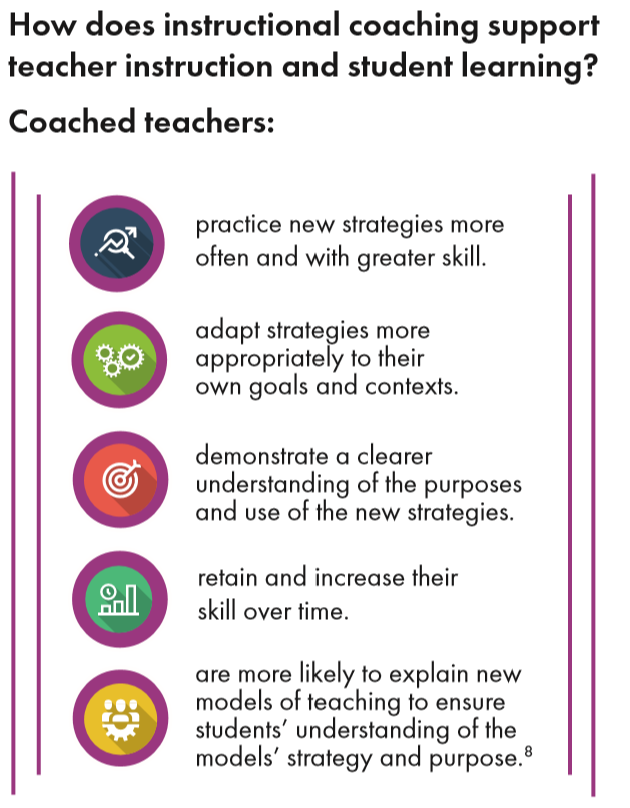 How does instructional coaching support
teacher instruction and student learning?
Coached teachers:
practice new strategies more
often and with greater skill.
adapt strategies more
appropriately to their
own goals and contexts.
demonstrate a clearer
understanding of the purposes
and use of the new strategies.
retain and increase their
skill over time.
are more likely to explain new
models of teaching to ensure
students’ understanding of the
models’ strategy and purpose.⁸